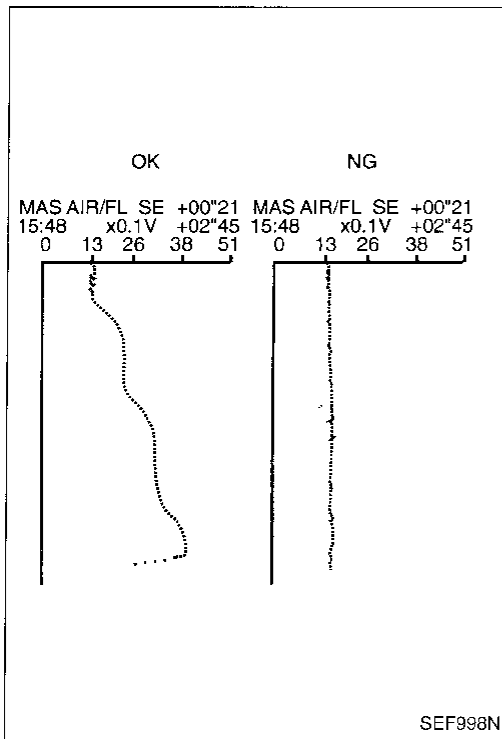 OK NG
MAS AIR/FL SE +00"21 MAS AIR/FL SE +00"21
15:48 x0.1V +02"45 15:48 x0.1V +02"45
0 13 26 38 51 0 13 26 38 51
SEF998N